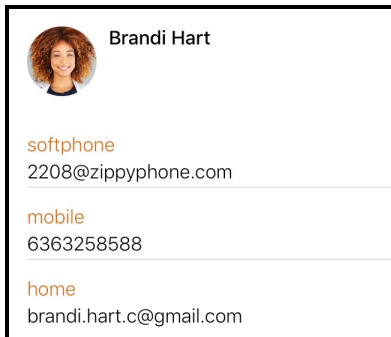 Brandi Hart
softphone
2208@zippyphone.com
mobile
6363258588
home
brandi.hart.c@gmail.com